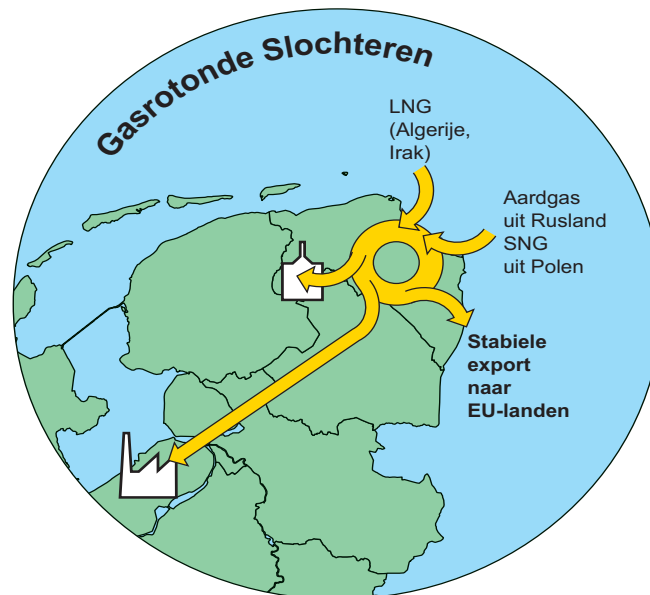 Gasrotonde Slochteren
LNG
(Algerije,
Irak)
Aardgas
uit Rusland
SNG
uit Polen
Stabiele
export
naar
EU-landen